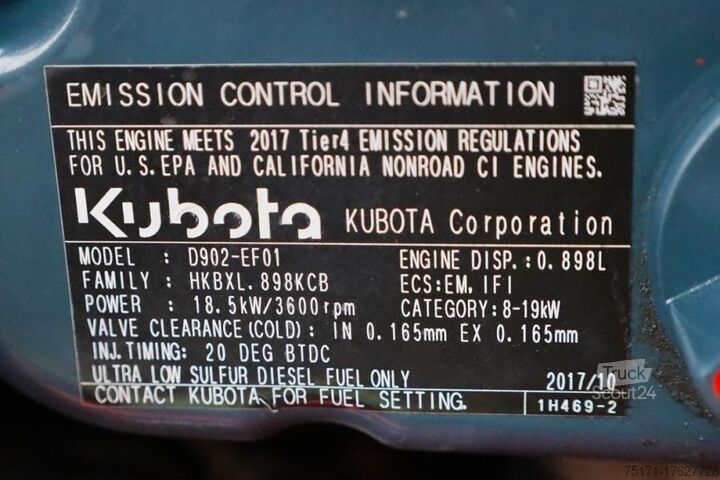 EMISSION CONTROL INFORMATION
THIS ENGINE MEETS 2017 Tier4 EMISSION REGULATIONS
FOR U.S. EPA AND CALIFORNIA NONROAD CI ENGINES.
Kubota KUBOTA Corporation
MODEL : D902-EF01 ENGINE DISP.:0.898L
FAMILY : HKBXL.898KCB ECS:EM, IFI
POWER : 18.5kW/3600rpm CATEGORY:8-19kW
VALVE CLEARANCE(COLD): IN 0.165mm EX 0.165mm
INJ.TIMING: 20 DEG BTDC
ULTRA LOW SULFUR DIESEL FUEL ONLY 2017/10
CONTACT KUBOTA FOR FUEL SETTING. 1H469-2
Truck
Scout24
75171-17627728